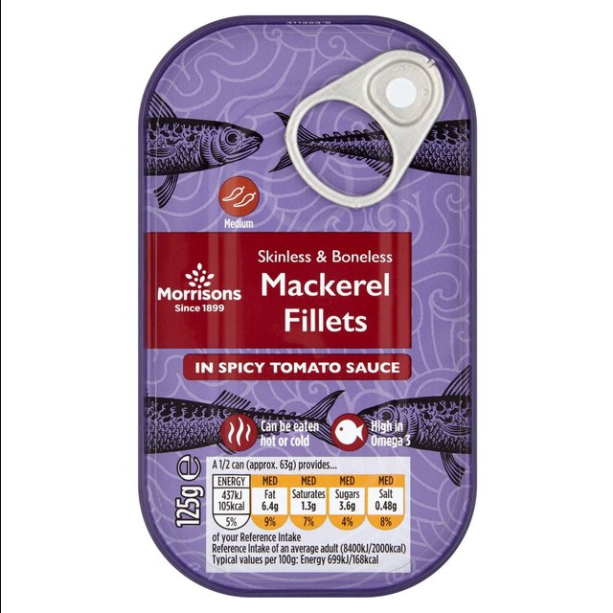 Medium
Skinless & Boneless
Morrisons
Since 1899
Mackerel
Fillets
IN SPICY TOMATO SAUCE
Can be eaten
hot or cold
High in
Omega 3
125g e
A 1/2 can (approx. 63g) provides...
ENERGY MED MED MED MED
437kJ Fat Saturates Sugars Salt
105kcal 6.4g 1.3g 3.6g 0.48g
5% 9% 7% 4% 8%
of your Reference Intake
Reference Intake of an average adult (8400kJ/2000kcal)
Typical values per 100g: Energy 699kJ/168kcal